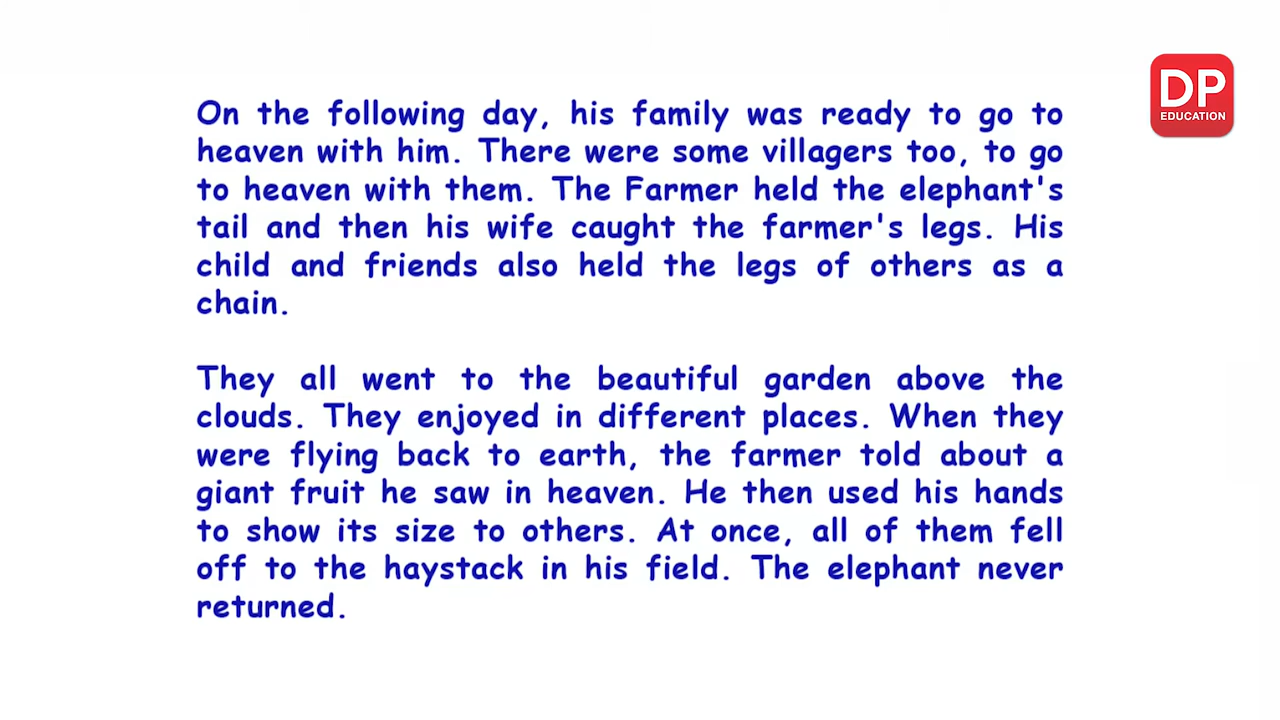 DP
EDUCATION
On the following day, his family was ready to go to
heaven with him. There were some villagers too, to go
to heaven with them. The Farmer held the elephant's
tail and then his wife caught the farmer's legs. His
child and friends also held the legs of others as a
chain.
They all went to the beautiful garden above the
clouds. They enjoyed in different places. When they
were flying back to earth, the farmer told about a
giant fruit he saw in heaven. He then used his hands
to show its size to others. At once, all of them fell
off to the haystack in his field. The elephant never
returned.